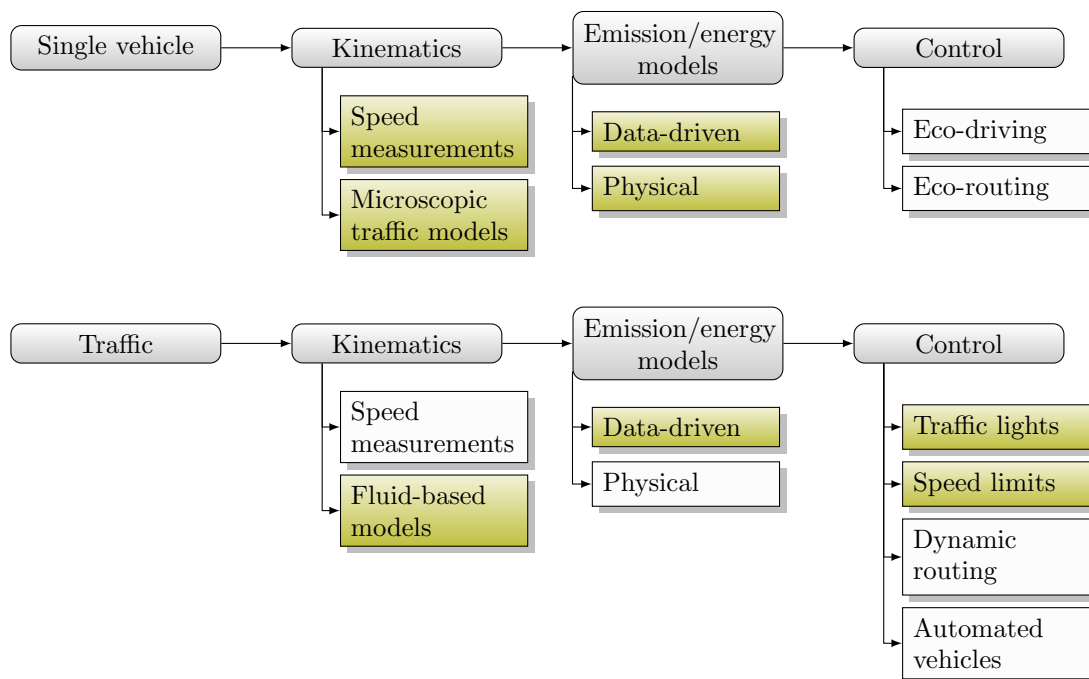 Single vehicle
Kinematics
Emission/energy
models
Control
Speed
measurements
Microscopic
traffic models
Data-driven
Physical
Eco-driving
Eco-routing
Traffic
Kinematics
Emission/energy
models
Control
Speed
measurements
Fluid-based
models
Data-driven
Physical
Traffic lights
Speed limits
Dynamic
routing
Automated
vehicles